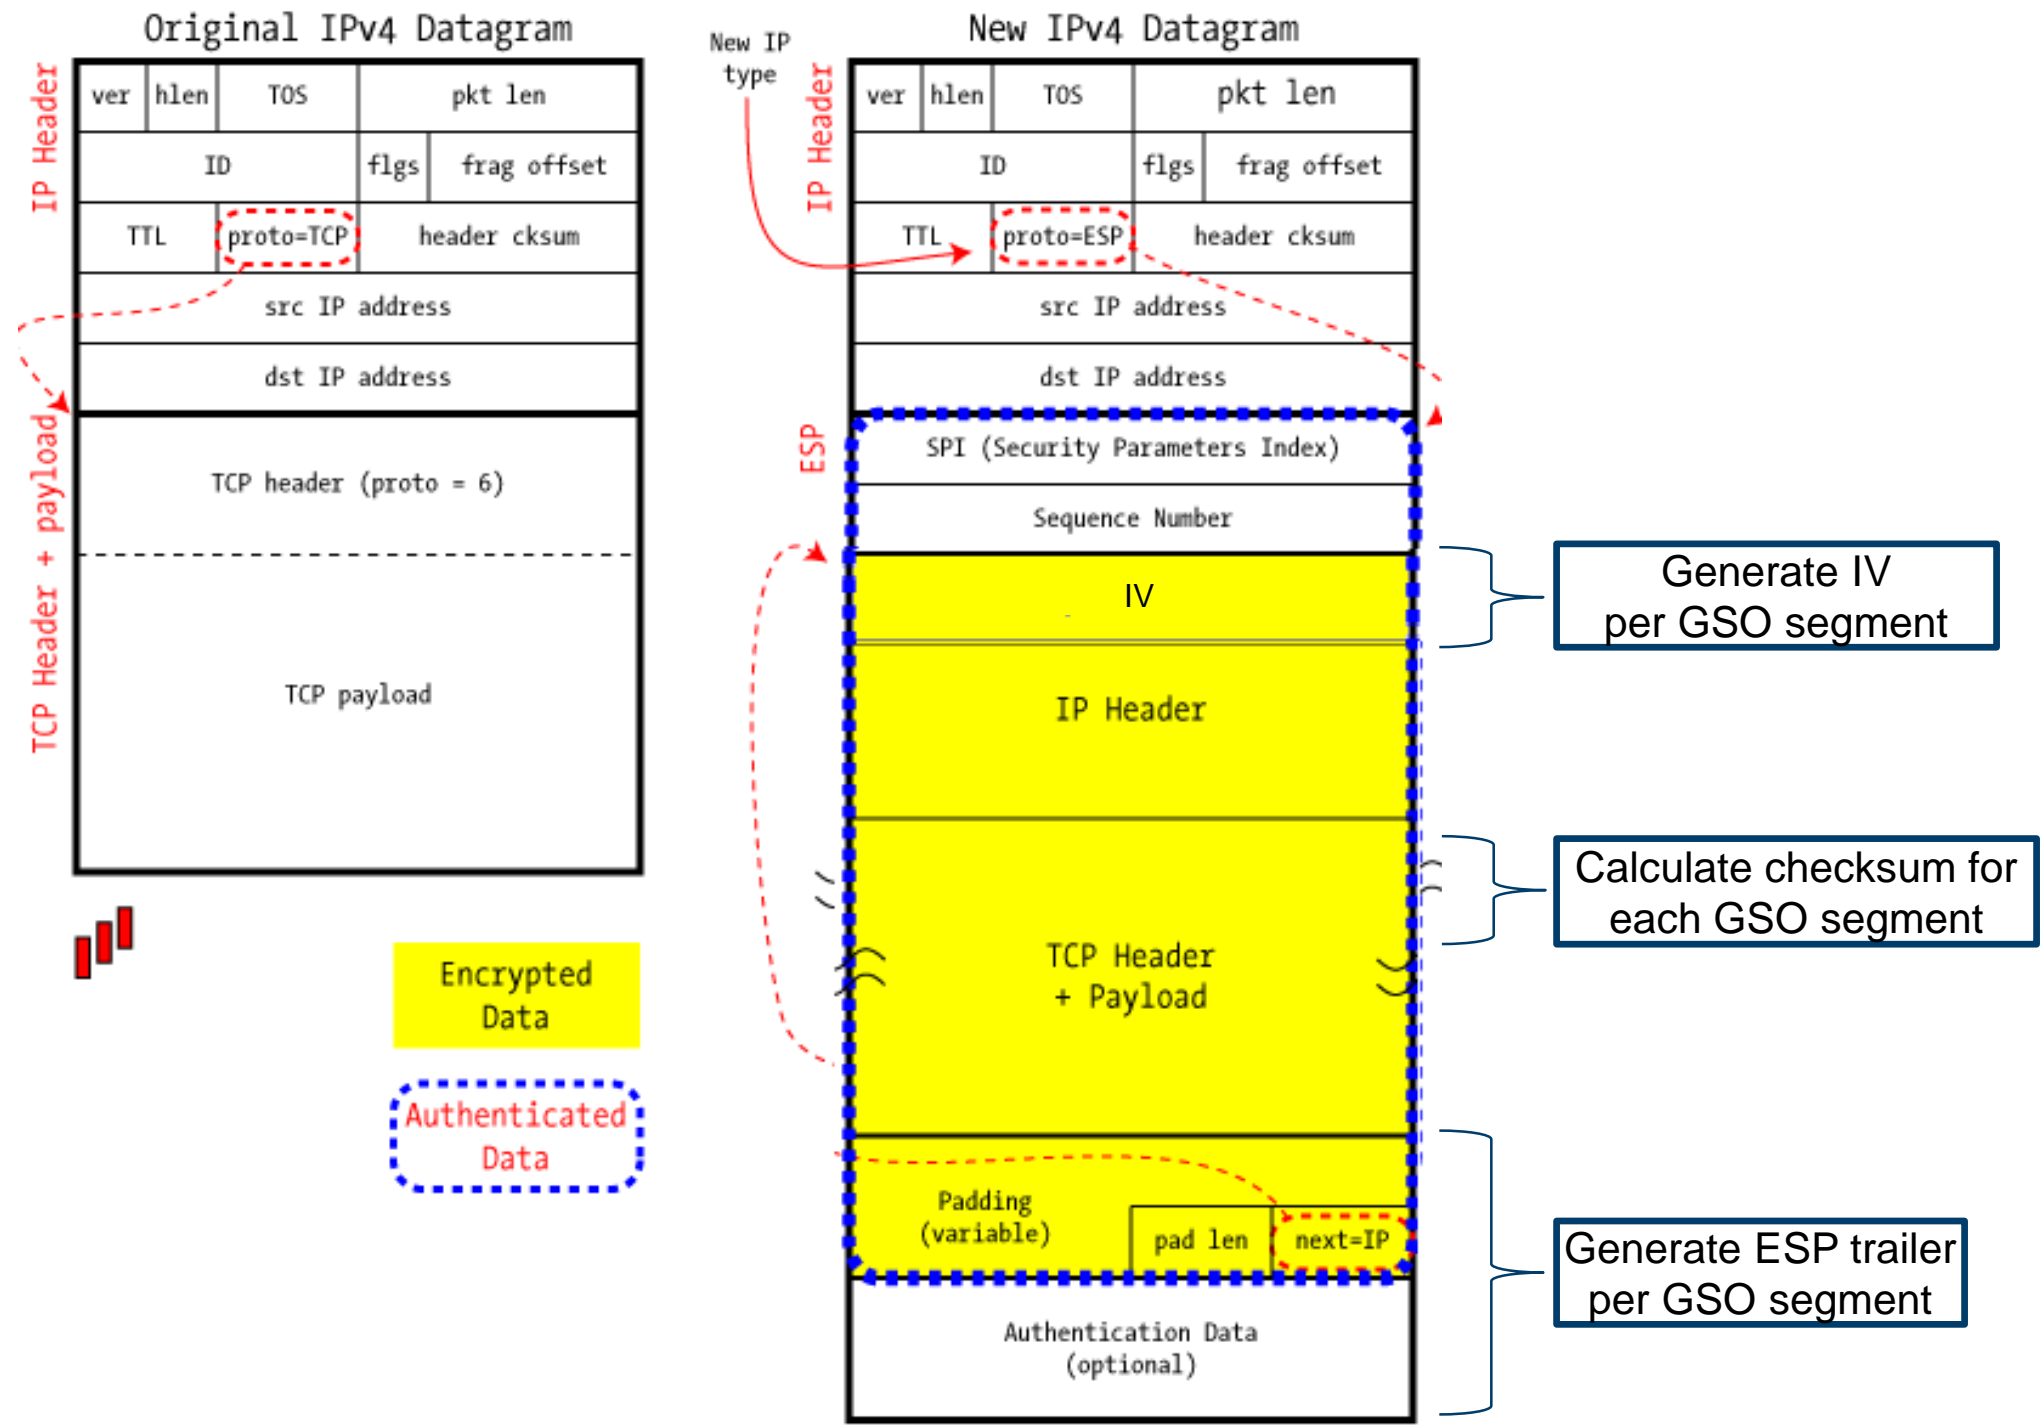 Original IPv4 Datagram
IP Header
ver hlen TOS pkt len
ID flgs frag offset
TTL proto=TCP header cksum
src IP address
dst IP address
TCP Header + payload
TCP header (proto = 6)
TCP payload
Encrypted
Data
Authenticated
Data
New IPv4 Datagram
New IP
type
IP Header
ver hlen TOS pkt len
ID flgs frag offset
TTL proto=ESP header cksum
src IP address
dst IP address
ESP
SPI (Security Parameters Index)
Sequence Number
IV
IP Header
TCP Header
+ Payload
Padding
(variable)
pad len next=IP
Authentication Data
(optional)
Generate IV
per GSO segment
Calculate checksum for
each GSO segment
Generate ESP trailer
per GSO segment